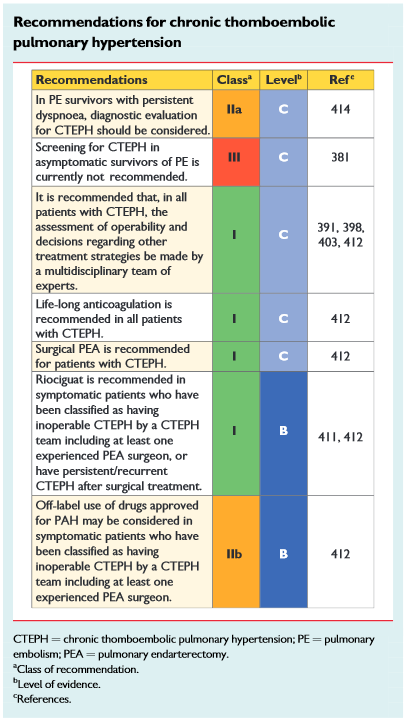 Recommendations for chronic thromboembolic
pulmonary hypertension
Recommendations Classᵃ Levelᵇ Refᶜ
In PE survivors with persistent
dyspnoea, diagnostic evaluation
for CTEPH should be considered.
IIa C 414
Screening for CTEPH in
asymptomatic survivors of PE is
currently not recommended.
III C 381
It is recommended that, in all
patients with CTEPH, the
assessment of operability and
decisions regarding other
treatment strategies be made by
a multidisciplinary team of
experts.
I C 391, 398,
403, 412
Life-long anticoagulation is
recommended in all patients
with CTEPH.
I C 412
Surgical PEA is recommended
for patients with CTEPH.
I C 412
Riociguat is recommended in
symptomatic patients who have
been classified as having
inoperable CTEPH by a CTEPH
team including at least one
experienced PEA surgeon, or
have persistent/recurrent
CTEPH after surgical treatment.
I B 411, 412
Off-label use of drugs approved
for PAH may be considered in
symptomatic patients who have
been classified as having
inoperable CTEPH by a CTEPH
team including at least one
experienced PEA surgeon.
IIb B 412
CTEPH = chronic thromboembolic pulmonary hypertension; PE = pulmonary
embolism; PEA = pulmonary endarterectomy.
ᵃClass of recommendation.
ᵇLevel of evidence.
ᶜReferences.